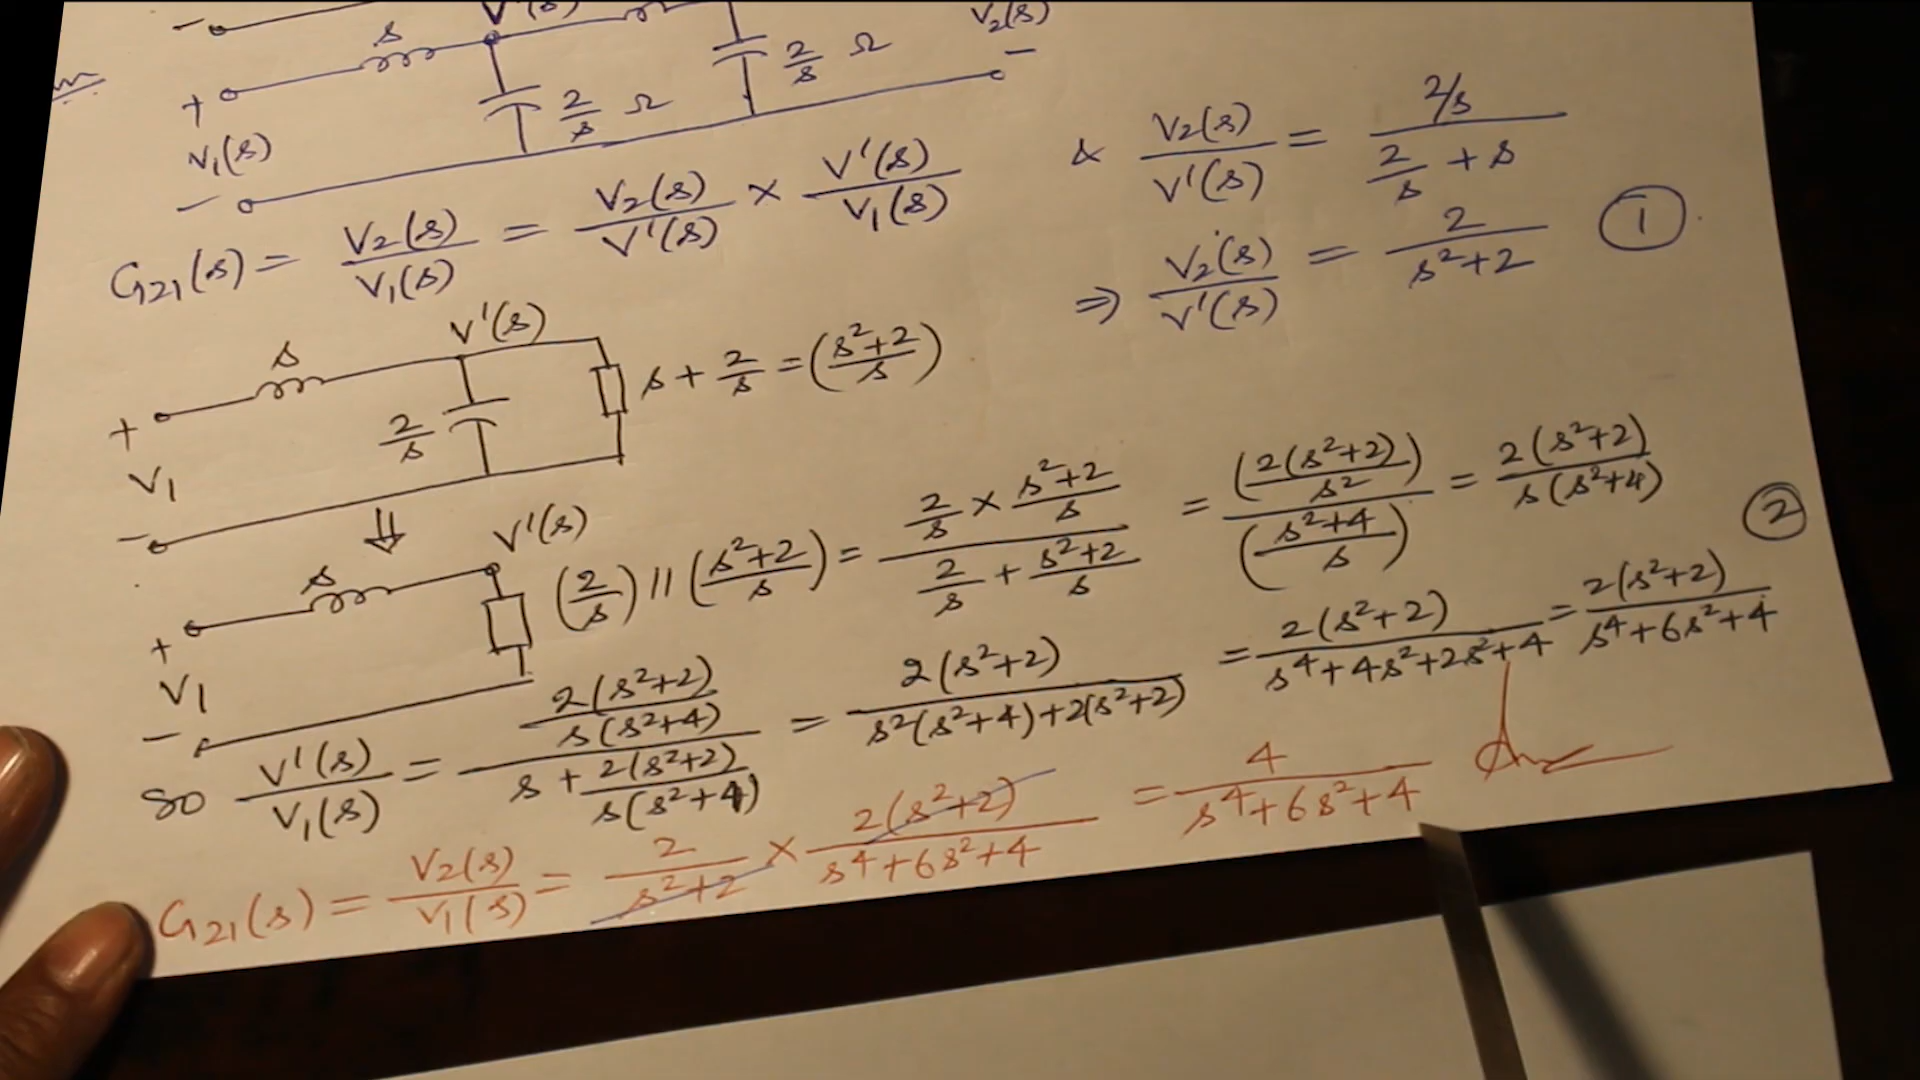 V'(s)
V₂(s)
s
−
+
2/s Ω
2/s Ω
−
V₁(s)
−
G₂₁(s) = V₂(s)/V₁(s) = V₂(s)/V'(s) × V'(s)/V₁(s)
& V₂(s)/V'(s) = (2/s)/(2/s + s)
⇒ V₂(s)/V'(s) = 2/(s²+2) ①
V'(s)
s
+
2/s
s + 2/s = ((s²+2)/s)
V₁
−
⇓
V'(s)
s
+
(2/s) || ((s²+2)/s) = (2/s × (s²+2)/s)/(2/s + (s²+2)/s) = (2(s²+2)/s²)/((s²+4)/s) = 2(s²+2)/(s(s²+4))
②
V₁
−
So V'(s)/V₁(s) = (2(s²+2)/(s(s²+4)))/(s + 2(s²+2)/(s(s²+4))) = 2(s²+2)/(s²(s²+4)+2(s²+2)) = 2(s²+2)/(s⁴+4s²+2s²+4) = 2(s²+2)/(s⁴+6s²+4)
G₂₁(s) = V₂(s)/V₁(s) = 2/(s²+2) × 2(s²+2)/(s⁴+6s²+4) = 4/(s⁴+6s²+4) Ans